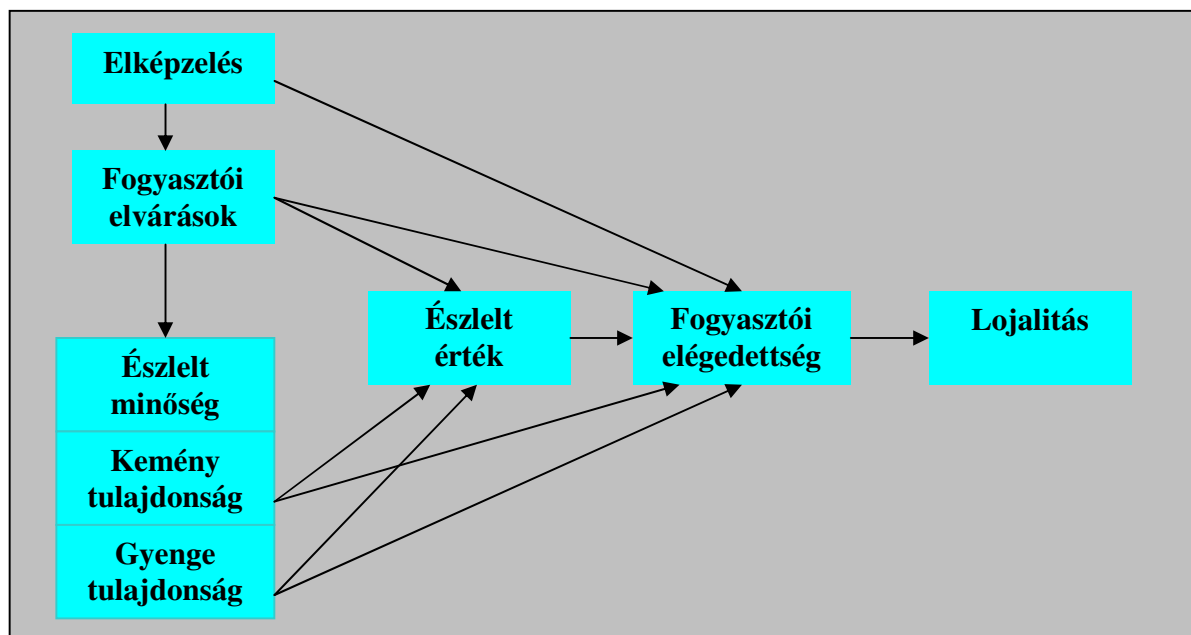 Elképzelés
Fogyasztói
elvárások
Észlelt
minőség
Kemény
tulajdonság
Gyenge
tulajdonság
Észlelt
érték
Fogyasztói
elégedettség
Lojalitás